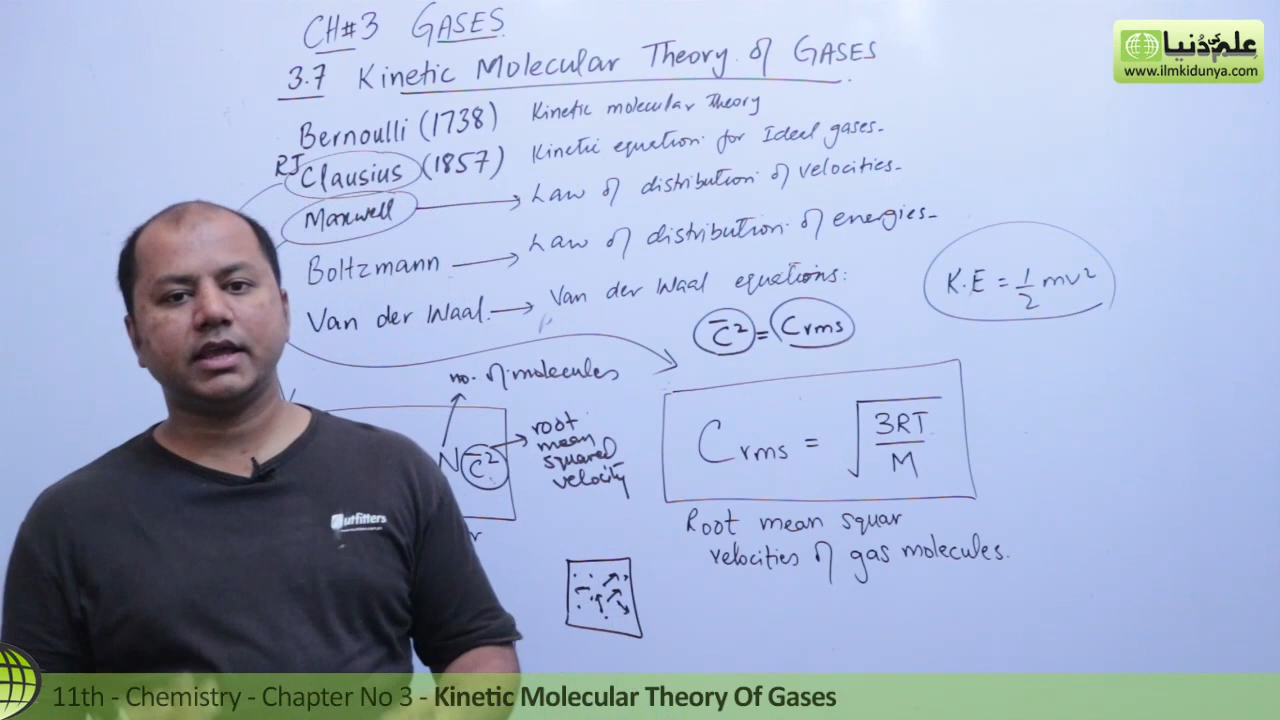 CH#3 GASES
علم کی دُنیا
www.ilmkidunya.com
3.7 Kinetic Molecular Theory of GASES
Bernoulli (1738) Kinetic molecular Theory
RJ Clausius (1857) Kinetic equation for Ideal gases.
Maxwell → Law of distribution of velocities.
Boltzmann → Law of distribution of energies.
Van der Waal. → Van der Waal equations:
K.E = 1/2 mv²
C̅² = Crms
no. of molecules
N C̅² → root
mean
squared
velocity
Crms = √(3RT/M)
Root mean squar
velocities of gas molecules.
utfitters
11th - Chemistry - Chapter No 3 - Kinetic Molecular Theory Of Gases